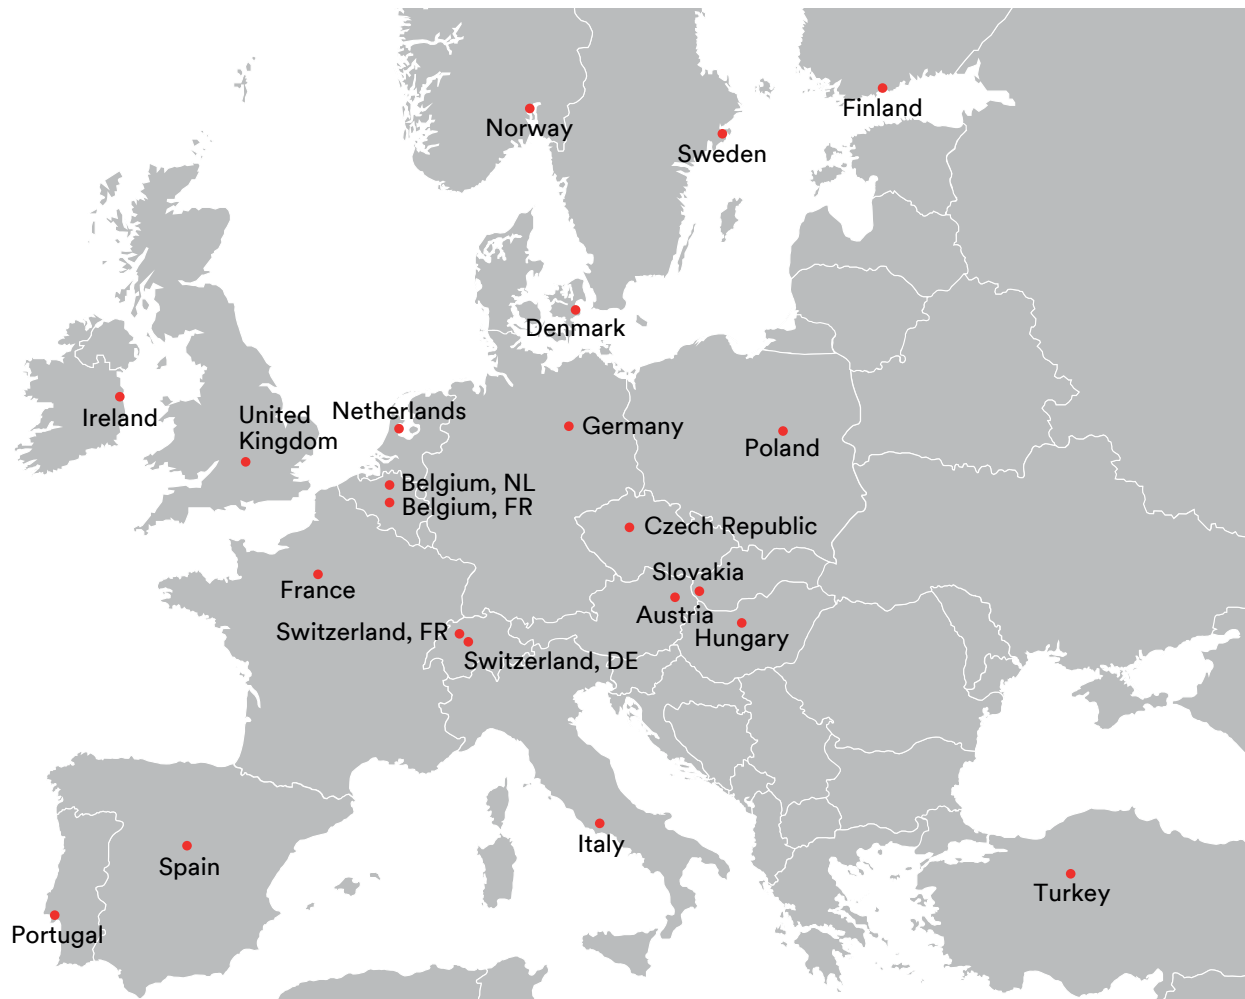 Finland
Norway
Sweden
Denmark
Netherlands
United
Kingdom
Ireland
Germany
Poland
Belgium, NL
Belgium, FR
Czech Republic
Slovakia
France
Austria
Switzerland, FR
Hungary
Switzerland, DE
Italy
Spain
Turkey
Portugal